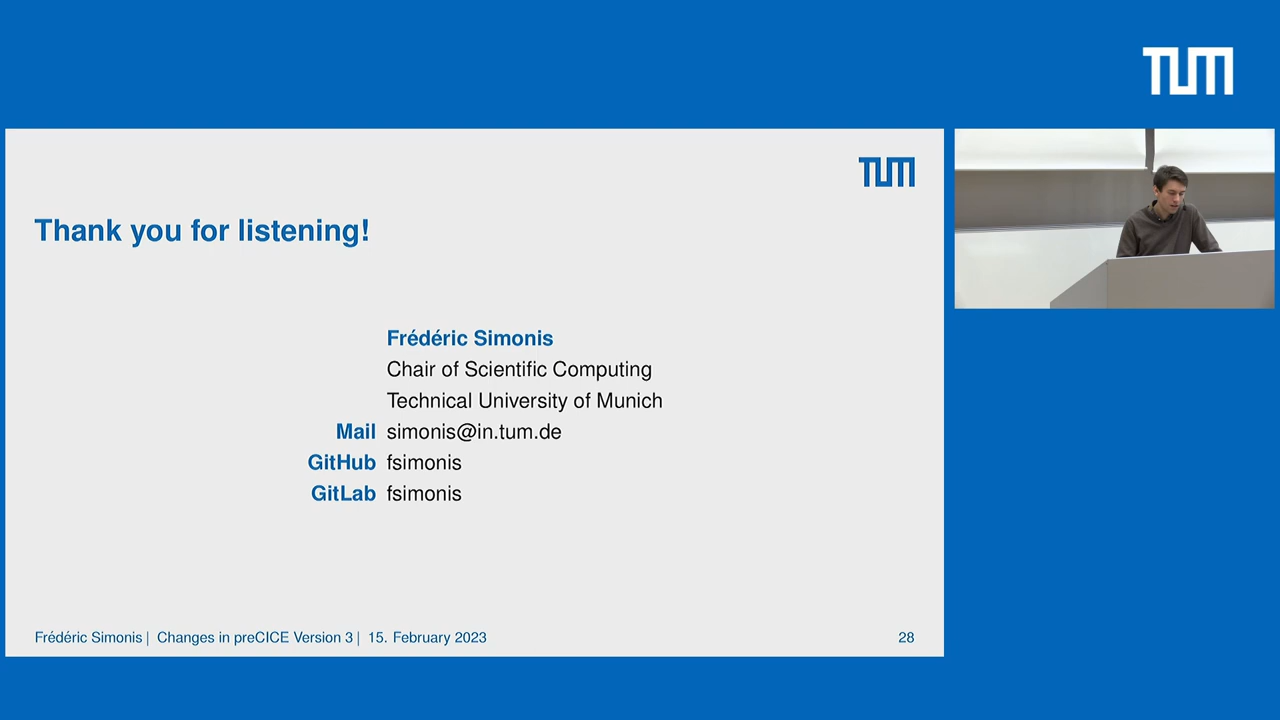 TUM
TUM
Thank you for listening!
Frédéric Simonis
Chair of Scientific Computing
Technical University of Munich
Mail simonis@in.tum.de
GitHub fsimonis
GitLab fsimonis
Frédéric Simonis | Changes in preCICE Version 3 | 15. February 2023 28